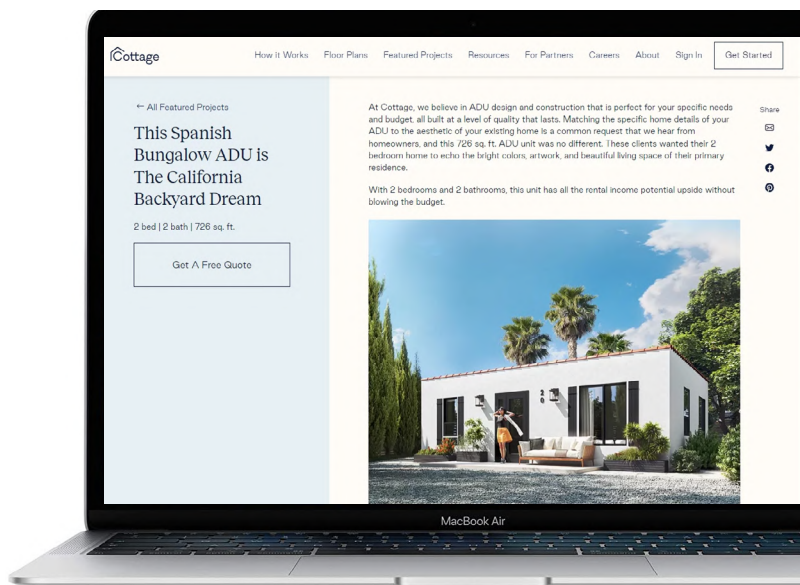 Cottage
How It Works Floor Plans Featured Projects Resources For Partners Careers About Sign In Get Started
← All Featured Projects
This Spanish
Bungalow ADU is
The California
Backyard Dream
2 bed | 2 bath | 726 sq. ft.
Get A Free Quote
At Cottage, we believe in ADU design and construction that is perfect for your specific needs
and budget, all built at a level of quality that lasts. Matching the specific home details of your
ADU to the aesthetic of your existing home is a common request that we hear from
homeowners, and this 726 sq. ft. ADU unit was no different. These clients wanted their 2
bedroom home to echo the bright colors, artwork, and beautiful living space of their primary
residence.
With 2 bedrooms and 2 bathrooms, this unit has all the rental income potential upside without
blowing the budget.
Share
20
MacBook Air